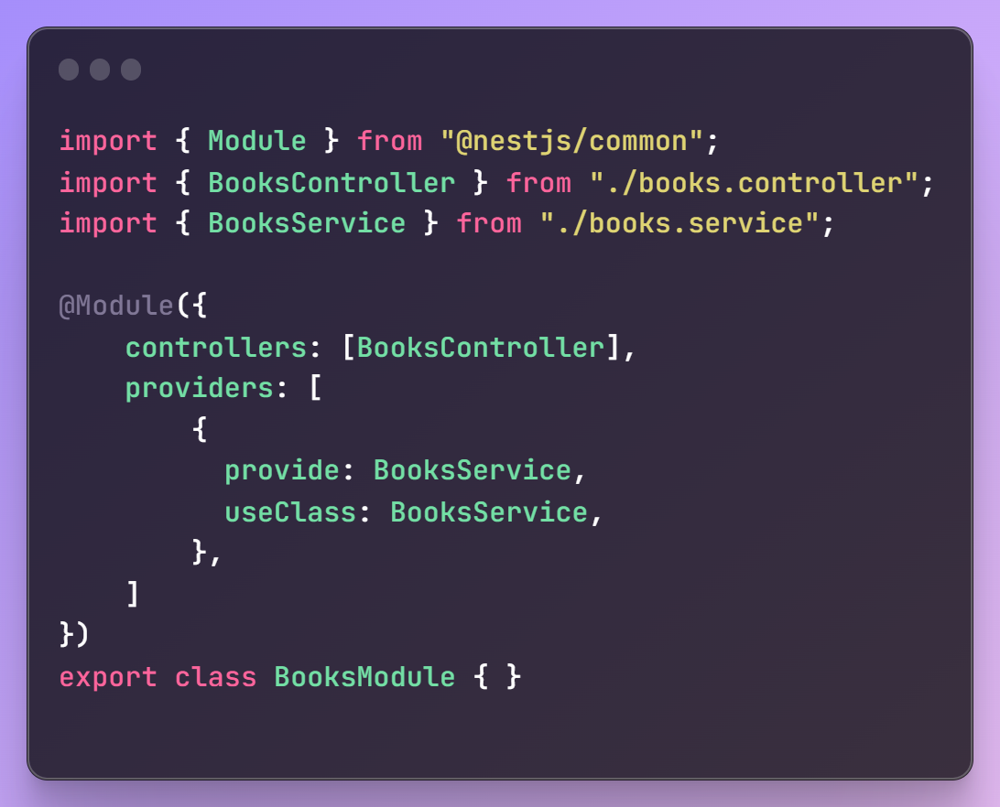 import { Module } from "@nestjs/common";
import { BooksController } from "./books.controller";
import { BooksService } from "./books.service";

@Module({
    controllers: [BooksController],
    providers: [
        {
          provide: BooksService,
          useClass: BooksService,
        },
    ]
})
export class BooksModule { }